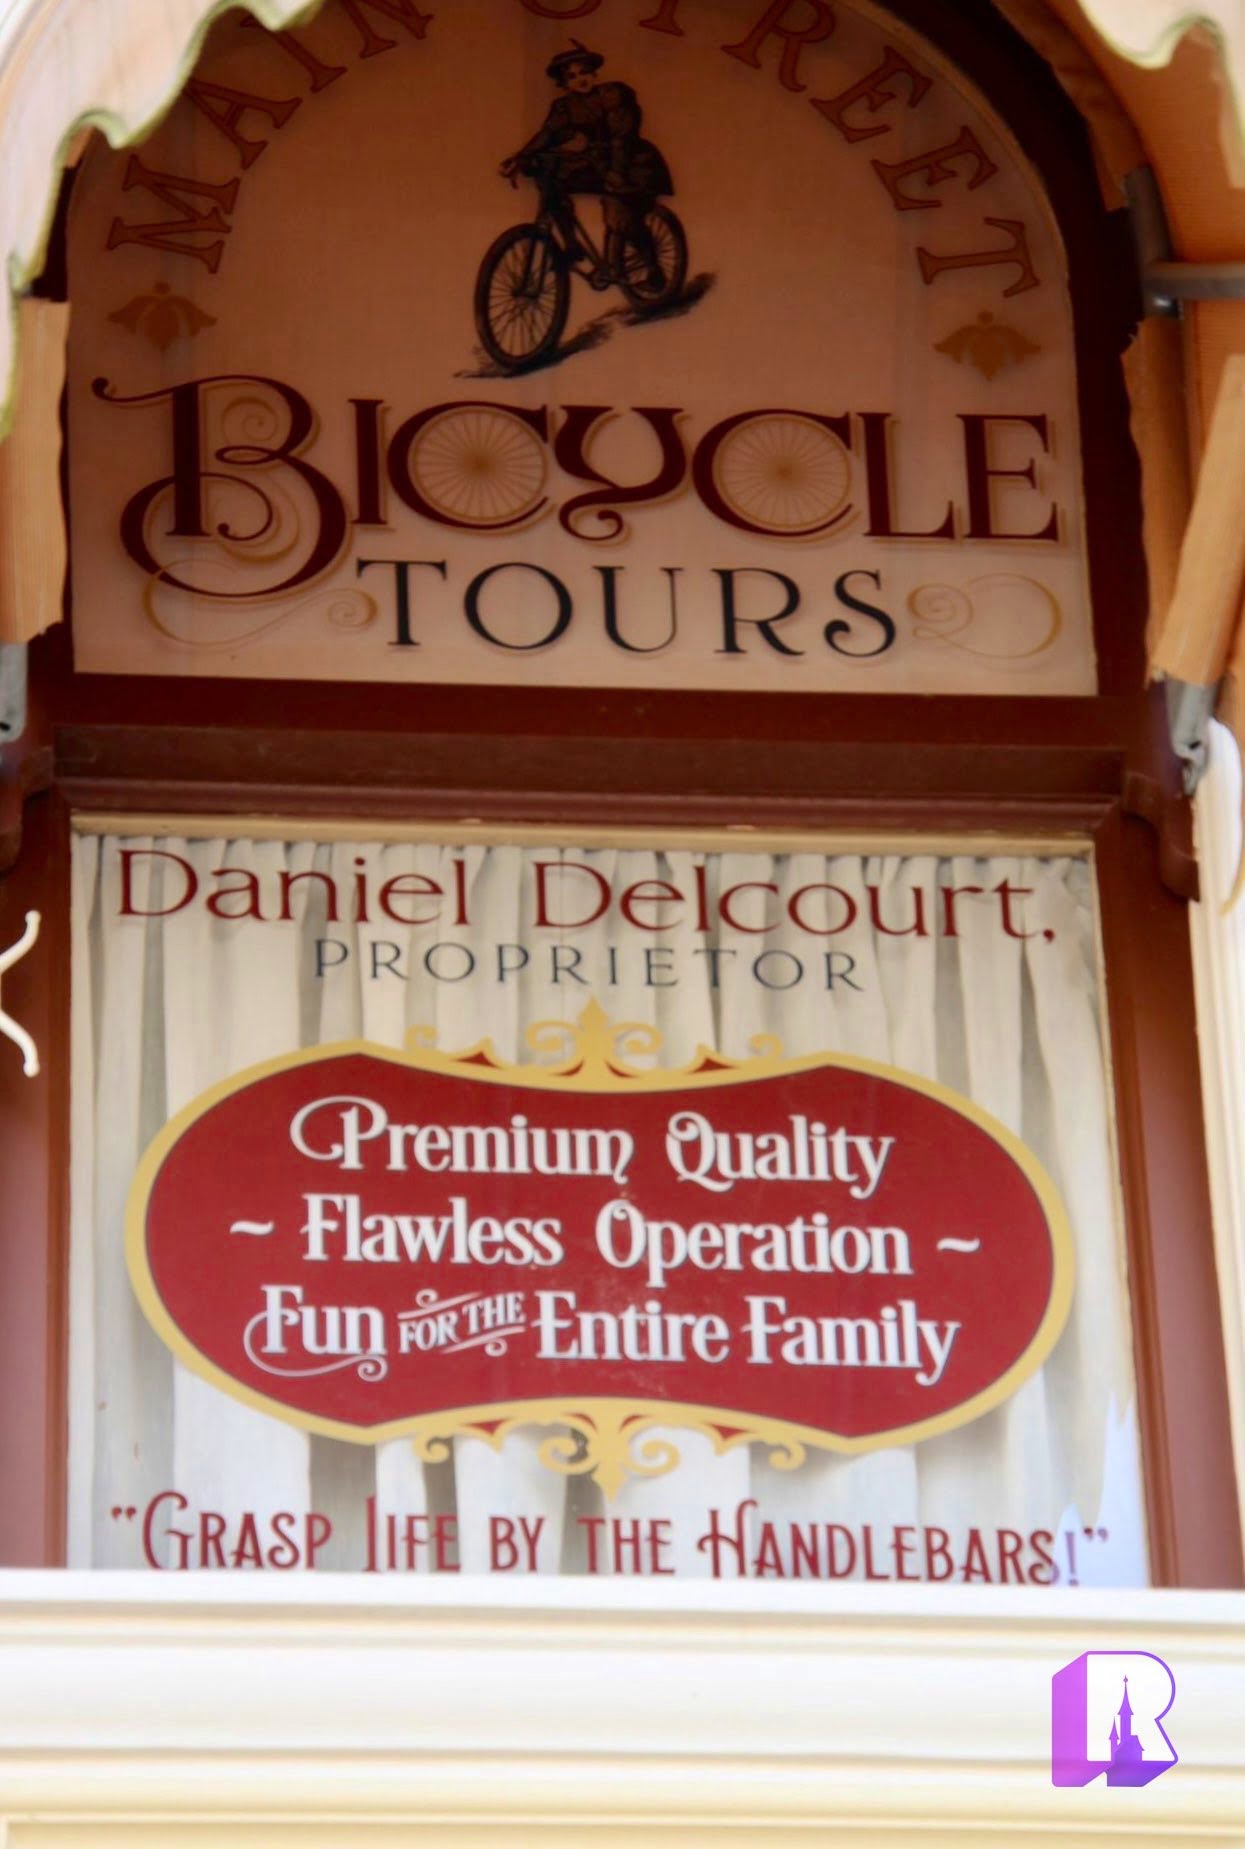 MAIN STREET
BICYCLE
TOURS
Daniel Delcourt,
PROPRIETOR
Premium Quality
~ Flawless Operation ~
Fun FOR THE Entire Family
"GRASP LIFE BY THE HANDLEBARS!"
R